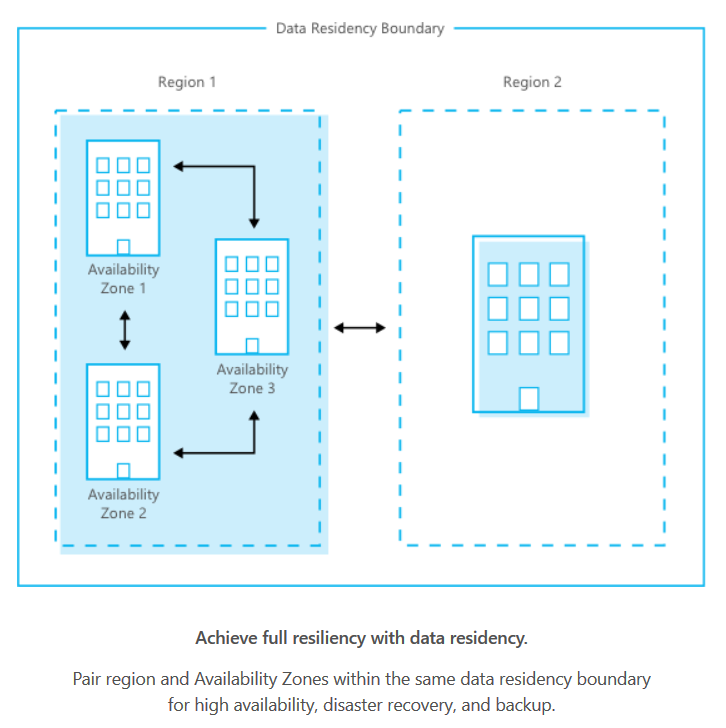 Data Residency Boundary
Region 1
Region 2
Availability
Zone 1
Availability
Zone 3
Availability
Zone 2
Achieve full resiliency with data residency.
Pair region and Availability Zones within the same data residency boundary
for high availability, disaster recovery, and backup.